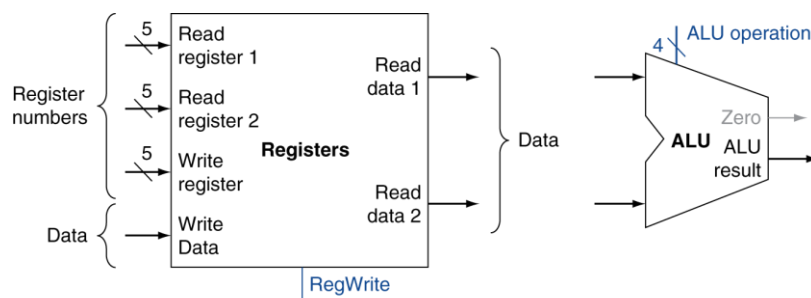 Register
numbers
Data
5
5
5
Read
register 1
Read
register 2
Write
register
Write
Data
Registers
Read
data 1
Read
data 2
RegWrite
Data
4
ALU operation
Zero
ALU
ALU
result